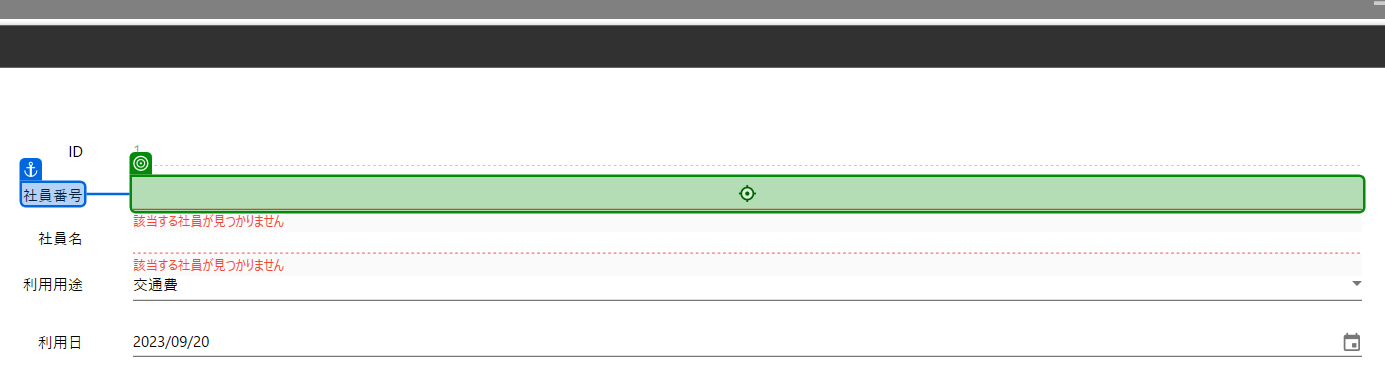 ID 1
社員番号
該当する社員が見つかりません
社員名
該当する社員が見つかりません
利用用途 交通費
利用日 2023/09/20